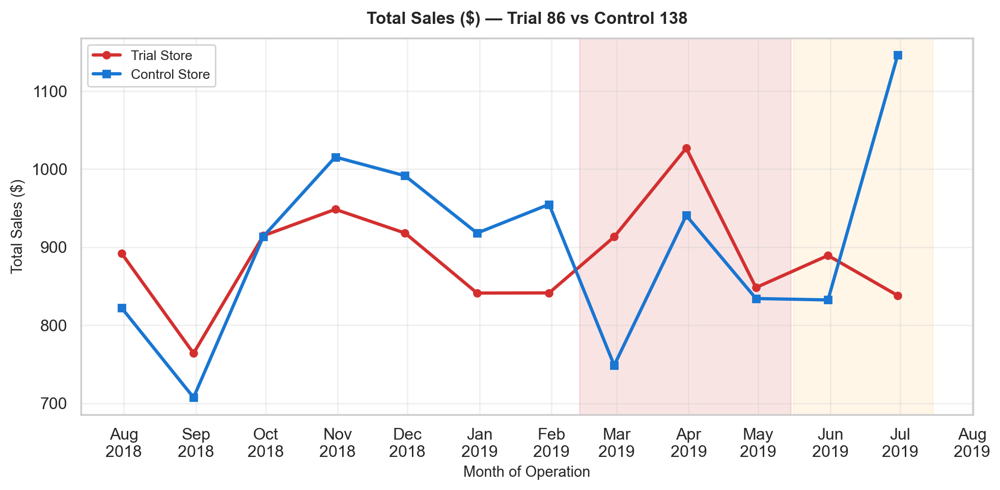 Total Sales ($) — Trial 86 vs Control 138
Trial Store
Control Store
1100
1000
900
800
700
Total Sales ($)
Aug Sep Oct Nov Dec Jan Feb Mar Apr May Jun Jul Aug
2018 2018 2018 2018 2018 2019 2019 2019 2019 2019 2019 2019 2019
Month of Operation